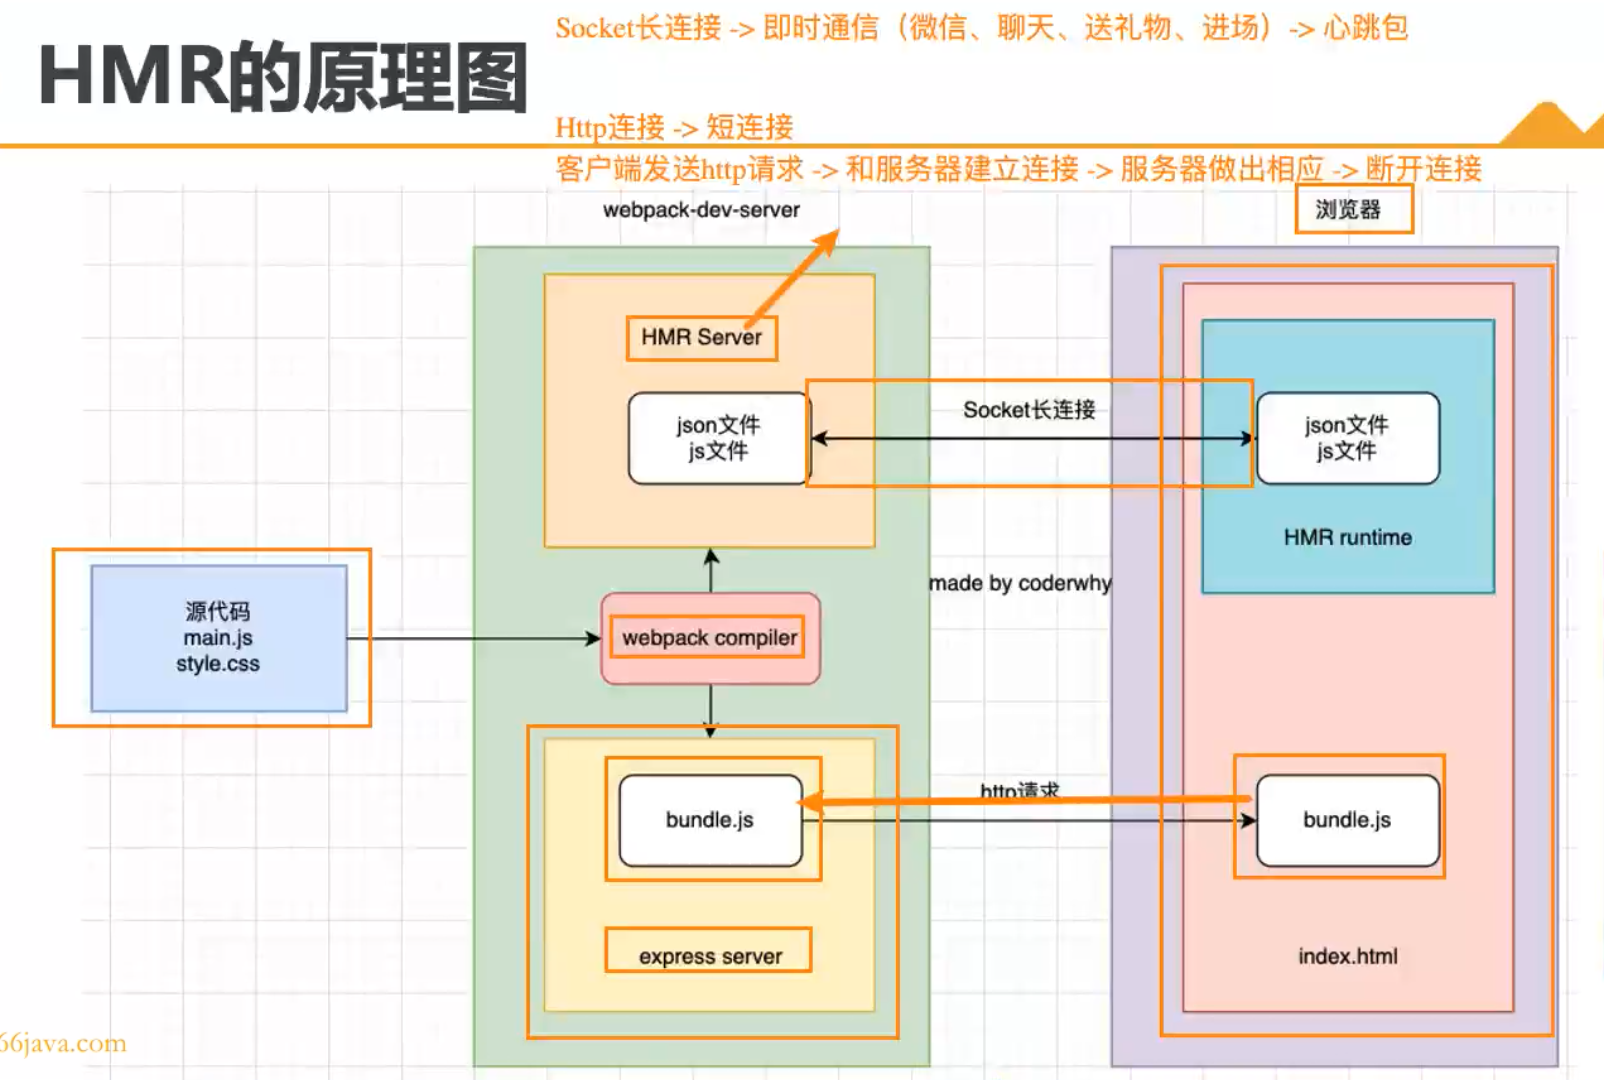 Socket长连接 -> 即时通信（微信、聊天、送礼物、进场）-> 心跳包
HMR的原理图
Http连接 -> 短连接
客户端发送http请求 -> 和服务器建立连接 -> 服务器做出相应 -> 断开连接
webpack-dev-server
浏览器
HMR Server
json文件
js文件
Socket长连接
json文件
js文件
HMR runtime
made by coderwhy
源代码
main.js
style.css
webpack compiler
http请求
bundle.js
bundle.js
express server
index.html
66java.com